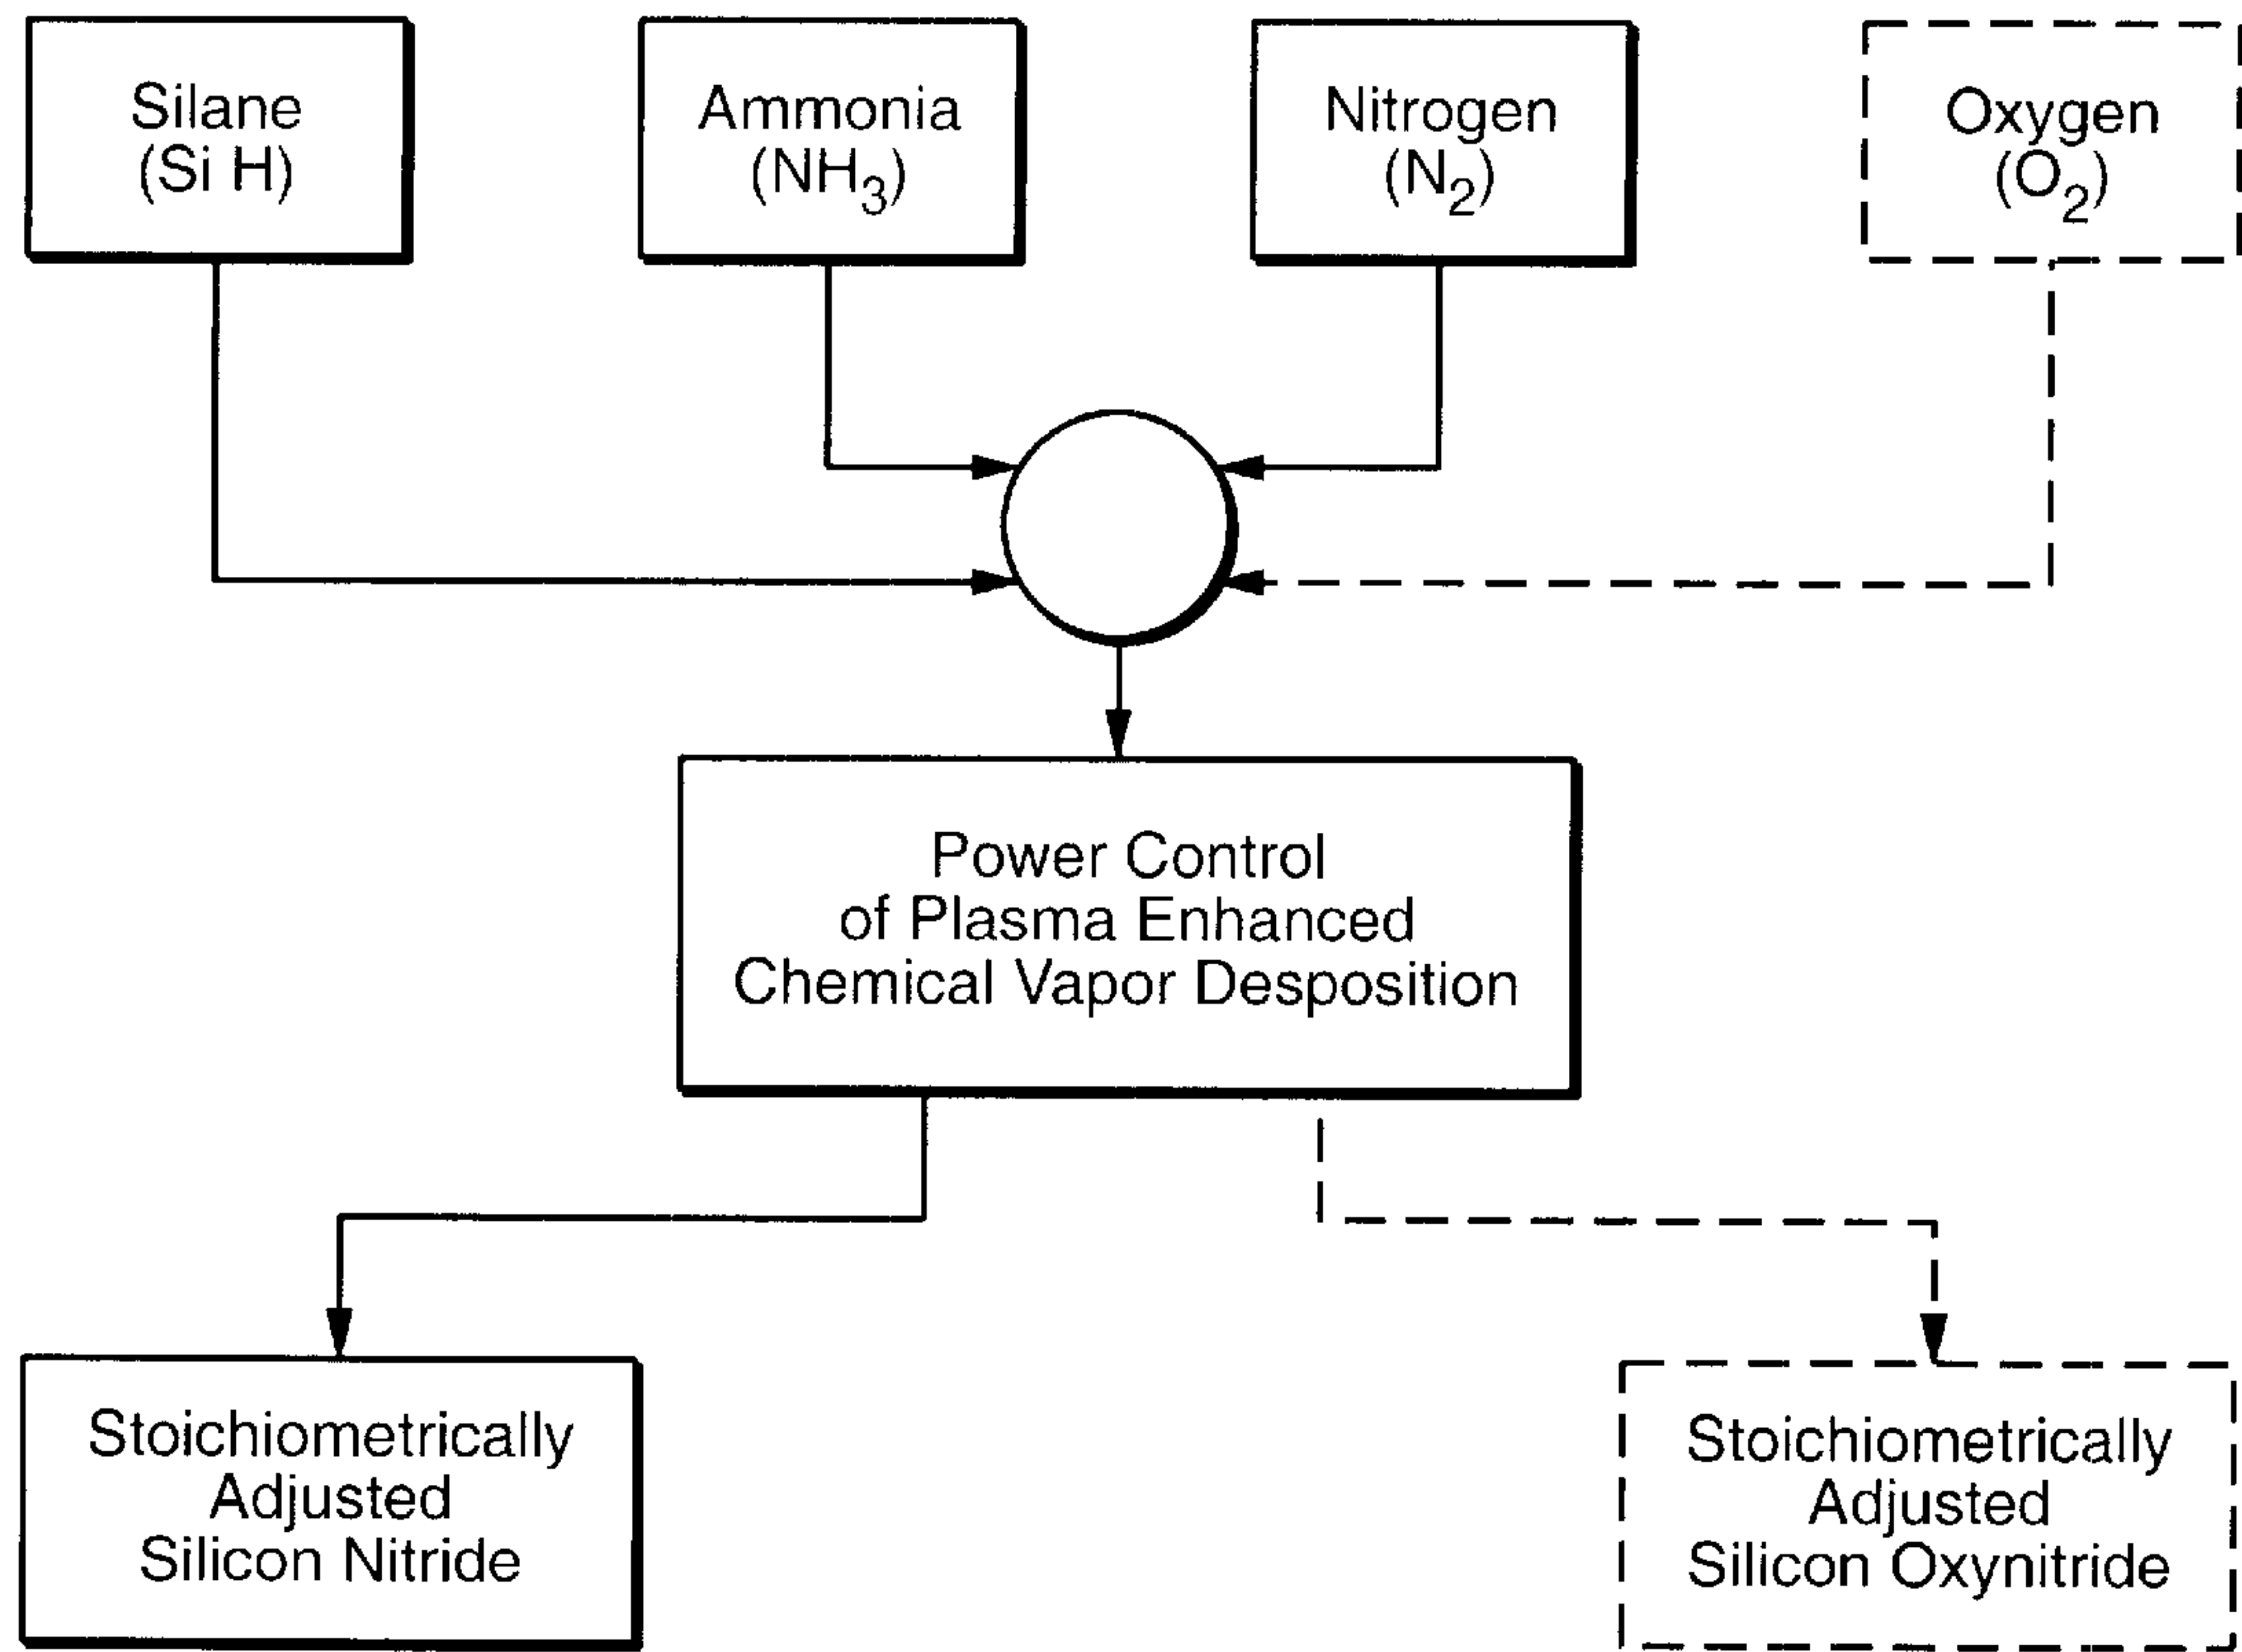 Silane
(Si H)
Ammonia
(NH₃)
Nitrogen
(N₂)
Oxygen
(O₂)
Power Control
of Plasma Enhanced
Chemical Vapor Desposition
Stoichiometrically
Adjusted
Silicon Nitride
Stoichiometrically
Adjusted
Silicon Oxynitride